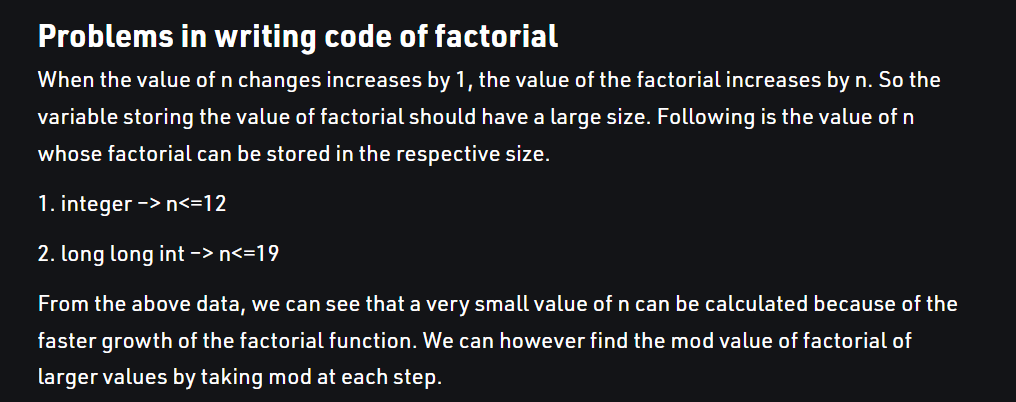 Problems in writing code of factorial
When the value of n changes increases by 1, the value of the factorial increases by n. So the
variable storing the value of factorial should have a large size. Following is the value of n
whose factorial can be stored in the respective size.
1. integer –> n<=12
2. long long int –> n<=19
From the above data, we can see that a very small value of n can be calculated because of the
faster growth of the factorial function. We can however find the mod value of factorial of
larger values by taking mod at each step.